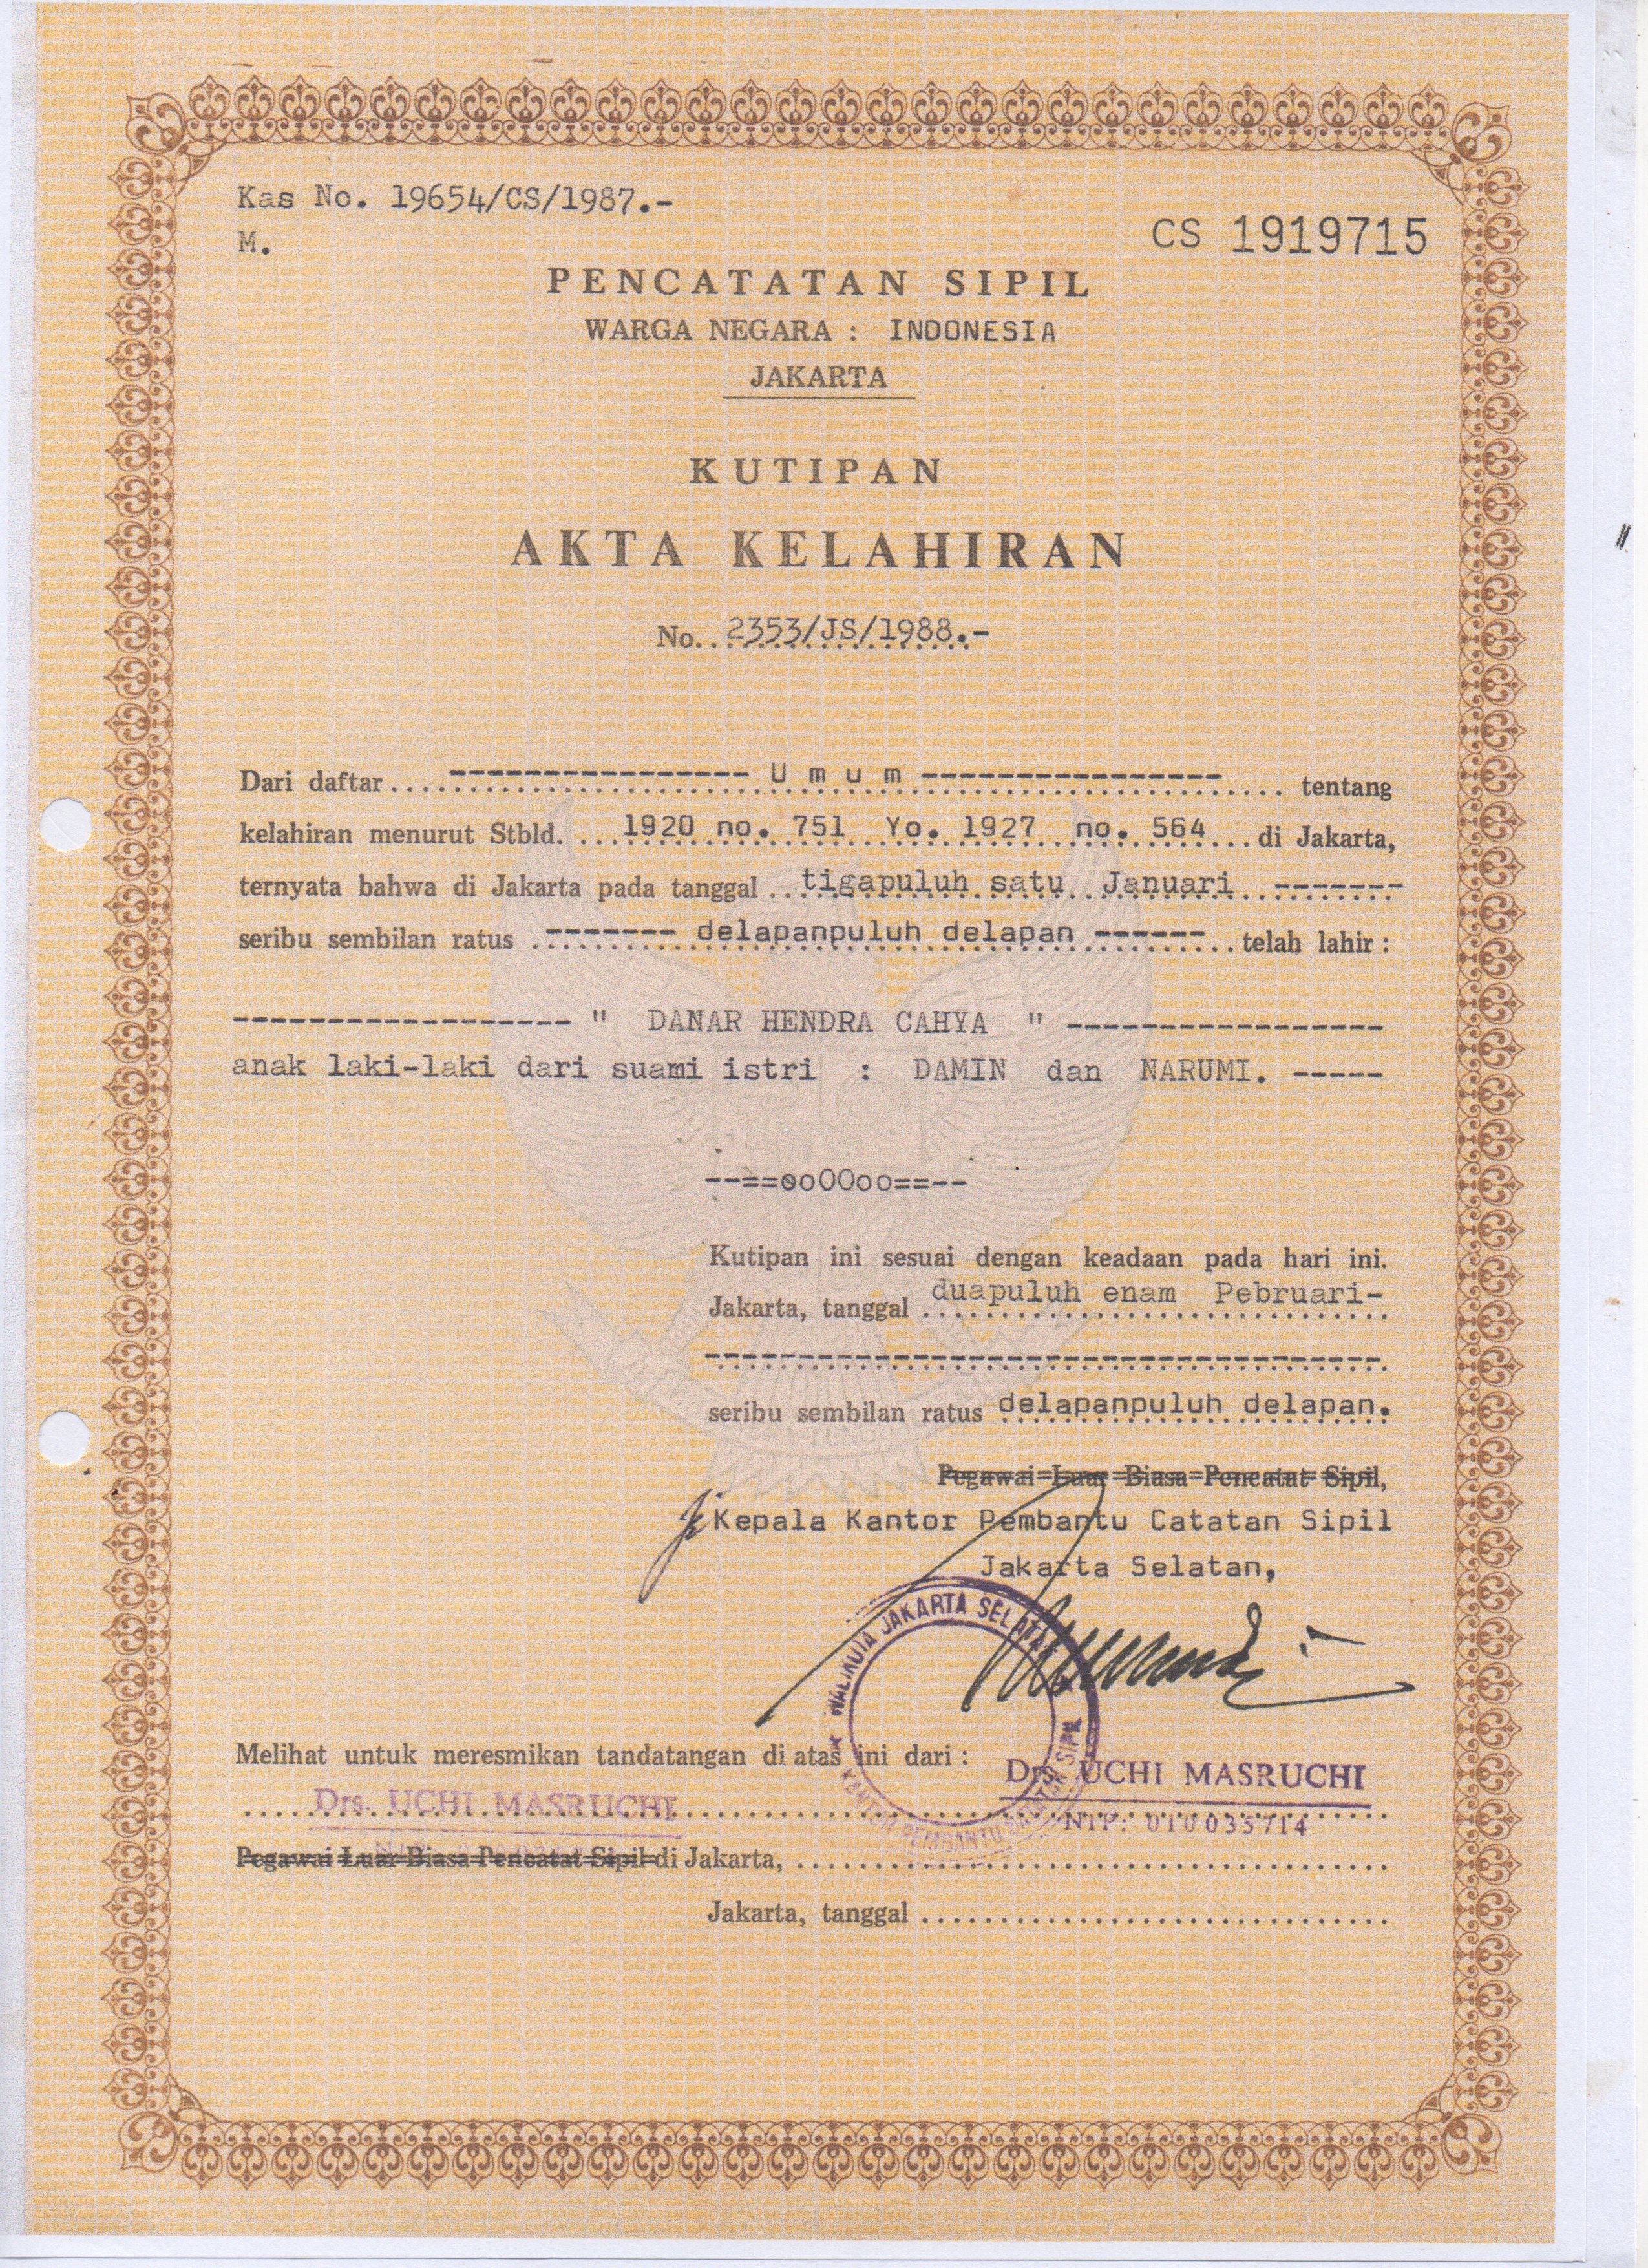 Kas No. 19654/CS/1987.-
M.
CS 1919715
PENCATATAN SIPIL
WARGA NEGARA : INDONESIA
JAKARTA
KUTIPAN
AKTA KELAHIRAN
No. 2353/JS/1988.-
Dari daftar ---------------- U m u m ---------------- tentang
kelahiran menurut Stbld. 1920 no. 751 Yo. 1927 no. 564 di Jakarta,
ternyata bahwa di Jakarta pada tanggal tigapuluh satu Januari -------
seribu sembilan ratus ------- delapanpuluh delapan ------ telah lahir :
------------------ " DANAR HENDRA CAHYA " -----------------
anak laki-laki dari suami istri : DAMIN dan NARUMI. -----
--==ooOOoo==--
Kutipan ini sesuai dengan keadaan pada hari ini.
Jakarta, tanggal duapuluh enam Pebruari-
------------------------------------
seribu sembilan ratus delapanpuluh delapan.
Pegawai Luar Biasa Pencatat Sipil,
Kepala Kantor Pembantu Catatan Sipil
Jakarta Selatan,
WALIKOTA JAKARTA SELATAN
KANTOR PEMBANTU CATATAN SIPIL
Melihat untuk meresmikan tandatangan di atas ini dari :
Drs. UCHI MASRUCHI
NIP: 010035714
Drs. UCHI MASRUCHI
Pegawai Luar Biasa Pencatat Sipil di Jakarta,
Jakarta, tanggal